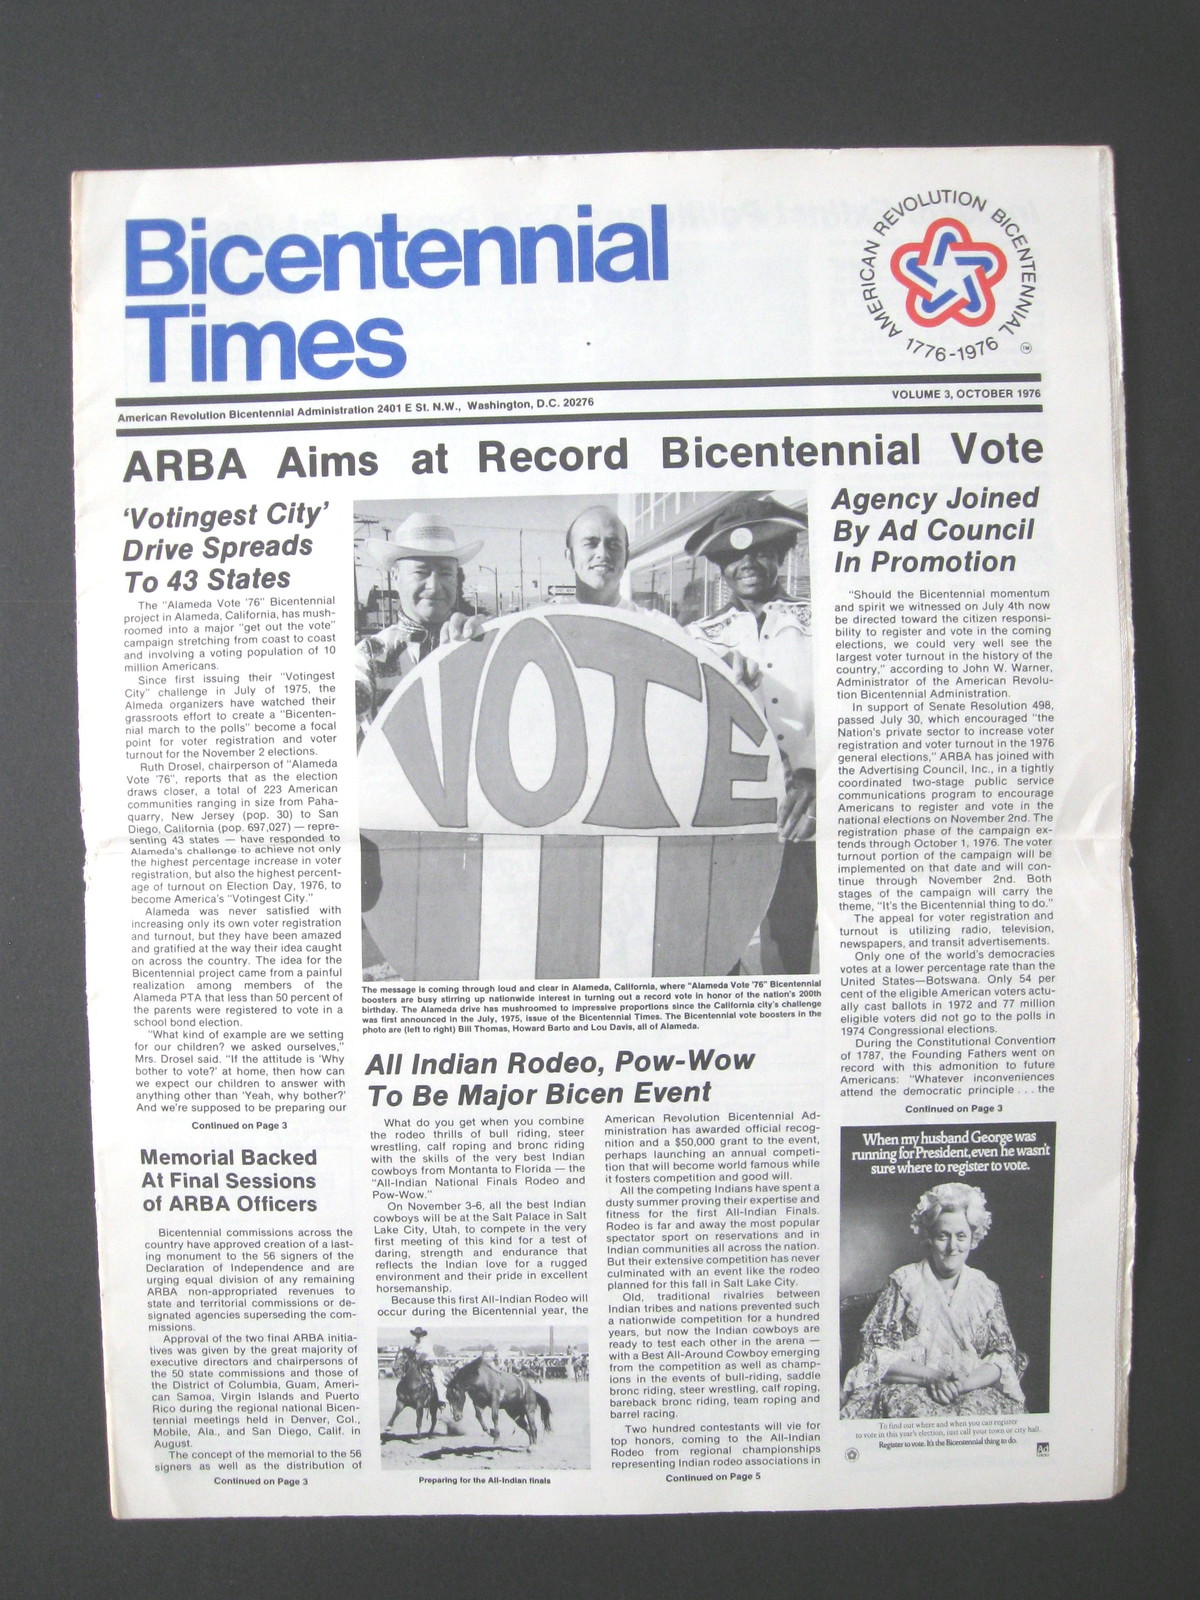 Bicentennial
Times
AMERICAN REVOLUTION BICENTENNIAL
1776-1976
TM
American Revolution Bicentennial Administration 2401 E St. N.W., Washington, D.C. 20276
VOLUME 3, OCTOBER 1976
ARBA Aims at Record Bicentennial Vote
'Votingest City'
Drive Spreads
To 43 States
The "Alameda Vote '76" Bicentennial
project in Alameda, California, has mush-
roomed into a major "get out the vote"
campaign stretching from coast to coast
and involving a voting population of 10
million Americans.
Since first issuing their "Votingest
City" challenge in July of 1975, the
Almeda organizers have watched their
grassroots effort to create a "Bicenten-
nial march to the polls" become a focal
point for voter registration and voter
turnout for the November 2 elections.
Ruth Drosel, chairperson of "Alameda
Vote '76", reports that as the election
draws closer, a total of 223 American
communities ranging in size from Paha-
quarry, New Jersey (pop. 30) to San
Diego, California (pop. 697,027) — repre-
senting 43 states — have responded to
Alameda's challenge to achieve not only
the highest percentage increase in voter
registration, but also the highest percent-
age of turnout on Election Day, 1976, to
become America's "Votingest City."
Alameda was never satisfied with
increasing only its own voter registration
and turnout, but they have been amazed
and gratified at the way their idea caught
on across the country. The idea for the
Bicentennial project came from a painful
realization among members of the
Alameda PTA that less than 50 percent of
the parents were registered to vote in a
school bond election.
"What kind of example are we setting
for our children? we asked ourselves,"
Mrs. Drosel said. "If the attitude is 'Why
bother to vote?' at home, then how can
we expect our children to answer with
anything other than 'Yeah, why bother?'
And we're supposed to be preparing our
Continued on Page 3
Memorial Backed
At Final Sessions
of ARBA Officers
Bicentennial commissions across the
country have approved creation of a last-
ing monument to the 56 signers of the
Declaration of Independence and are
urging equal division of any remaining
ARBA non-appropriated revenues to
state and territorial commissions or de-
signated agencies superseding the com-
missions.
Approval of the two final ARBA initia-
tives was given by the great majority of
executive directors and chairpersons of
the 50 state commissions and those of
the District of Columbia, Guam, Ameri-
can Samoa, Virgin Islands and Puerto
Rico during the regional national Bicen-
tennial meetings held in Denver, Col.,
Mobile, Ala., and San Diego, Calif. in
August.
The concept of the memorial to the 56
signers as well as the distribution of
Continued on Page 3
VOTE
The message is coming through loud and clear in Alameda, California, where "Alameda Vote '76" Bicentennial
boosters are busy stirring up nationwide interest in turning out a record vote in honor of the nation's 200th
birthday. The Alameda drive has mushroomed to impressive proportions since the California city's challenge
was first announced in the July, 1975, issue of the Bicentennial Times. The Bicentennial vote boosters in the
photo are (left to right) Bill Thomas, Howard Barto and Lou Davis, all of Alameda.
All Indian Rodeo, Pow-Wow
To Be Major Bicen Event
What do you get when you combine
the rodeo thrills of bull riding, steer
wrestling, calf roping and bronc riding
with the skills of the very best Indian
cowboys from Montanta to Florida — the
"All-Indian National Finals Rodeo and
Pow-Wow."
On November 3-6, all the best Indian
cowboys will be at the Salt Palace in Salt
Lake City, Utah, to compete in the very
first meeting of this kind for a test of
daring, strength and endurance that
reflects the Indian love for a rugged
environment and their pride in excellent
horsemanship.
Because this first All-Indian Rodeo will
occur during the Bicentennial year, the
Preparing for the All-Indian finals
American Revolution Bicentennial Ad-
ministration has awarded official recog-
nition and a $50,000 grant to the event,
perhaps launching an annual competi-
tion that will become world famous while
it fosters competition and good will.
All the competing Indians have spent a
dusty summer proving their expertise and
fitness for the first All-Indian Finals.
Rodeo is far and away the most popular
spectator sport on reservations and in
Indian communities all across the nation.
But their extensive competition has never
culminated with an event like the rodeo
planned for this fall in Salt Lake City.
Old, traditional rivalries between
Indian tribes and nations prevented such
a nationwide competition for a hundred
years, but now the Indian cowboys are
ready to test each other in the arena —
with a Best All-Around Cowboy emerging
from the competition as well as champ-
ions in the events of bull-riding, saddle
bronc riding, steer wrestling, calf roping,
bareback bronc riding, team roping and
barrel racing.
Two hundred contestants will vie for
top honors, coming to the All-Indian
Rodeo from regional championships
representing Indian rodeo associations in
Continued on Page 5
Agency Joined
By Ad Council
In Promotion
"Should the Bicentennial momentum
and spirit we witnessed on July 4th now
be directed toward the citizen responsi-
bility to register and vote in the coming
elections, we could very well see the
largest voter turnout in the history of the
country," according to John W. Warner,
Administrator of the American Revolu-
tion Bicentennial Administration.
In support of Senate Resolution 498,
passed July 30, which encouraged "the
Nation's private sector to increase voter
registration and voter turnout in the 1976
general elections," ARBA has joined with
the Advertising Council, Inc., in a tightly
coordinated two-stage public service
communications program to encourage
Americans to register and vote in the
national elections on November 2nd. The
registration phase of the campaign ex-
tends through October 1, 1976. The voter
turnout portion of the campaign will be
implemented on that date and will con-
tinue through November 2nd. Both
stages of the campaign will carry the
theme, "It's the Bicentennial thing to do."
The appeal for voter registration and
turnout is utilizing radio, television,
newspapers, and transit advertisements.
Only one of the world's democracies
votes at a lower percentage rate than the
United States—Botswana. Only 54 per
cent of the eligible American voters actu-
ally cast ballots in 1972 and 77 million
eligible voters did not go to the polls in
1974 Congressional elections.
During the Constitutional Convention
of 1787, the Founding Fathers went on
record with this admonition to future
Americans: "Whatever inconveniences
attend the democratic principle . . . the
Continued on Page 3
When my husband George was
running for President, even he wasn't
sure where to register to vote.
To find out where and when you can register
to vote in this year's election, just call your town or city hall.
Register to vote. It's the Bicentennial thing to do.
Ad